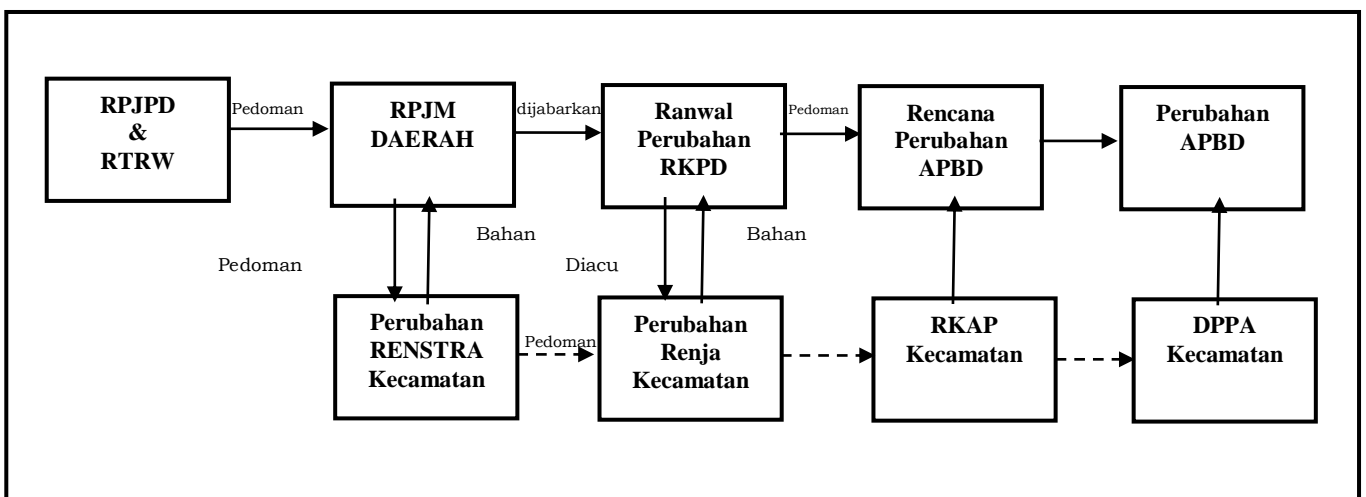 RPJPD
&
RTRW
Pedoman
RPJM
DAERAH
dijabarkan
Ranwal
Perubahan
RKPD
Pedoman
Rencana
Perubahan
APBD
Perubahan
APBD
Pedoman
Bahan
Diacu
Bahan
Perubahan
RENSTRA
Kecamatan
Pedoman
Perubahan
Renja
Kecamatan
RKAP
Kecamatan
DPPA
Kecamatan